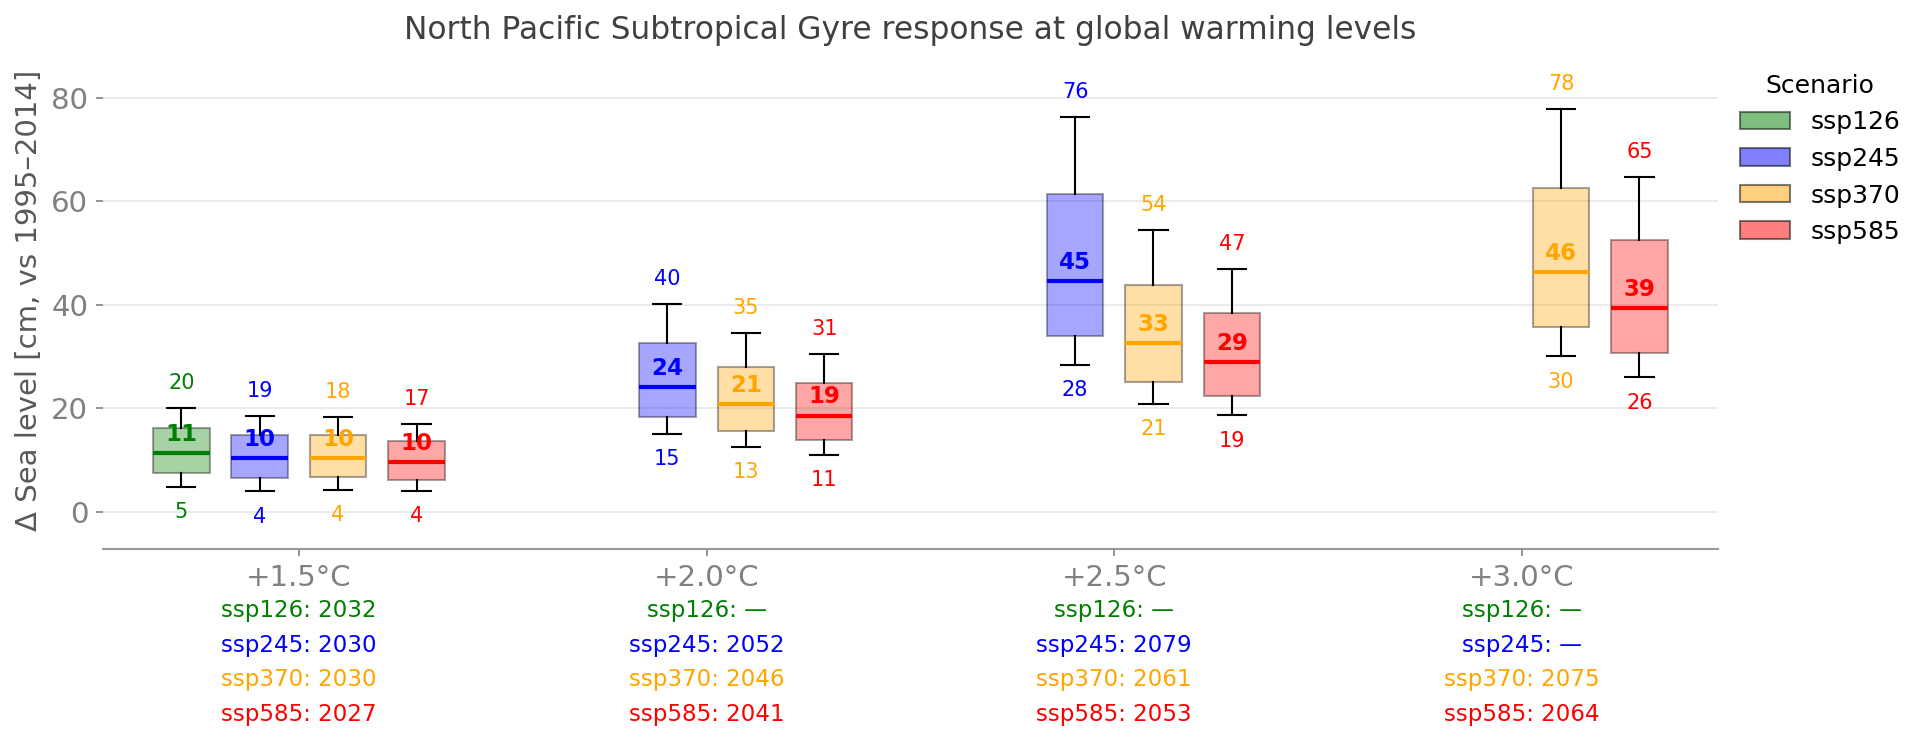 North Pacific Subtropical Gyre response at global warming levels
Δ Sea level [cm, vs 1995–2014]
80
60
40
20
0
20
11
5
19
10
4
18
10
4
17
10
4
40
24
15
35
21
13
31
19
11
76
45
28
54
33
21
47
29
19
78
46
30
65
39
26
Scenario
ssp126
ssp245
ssp370
ssp585
+1.5°C
ssp126: 2032
ssp245: 2030
ssp370: 2030
ssp585: 2027
+2.0°C
ssp126: —
ssp245: 2052
ssp370: 2046
ssp585: 2041
+2.5°C
ssp126: —
ssp245: 2079
ssp370: 2061
ssp585: 2053
+3.0°C
ssp126: —
ssp245: —
ssp370: 2075
ssp585: 2064